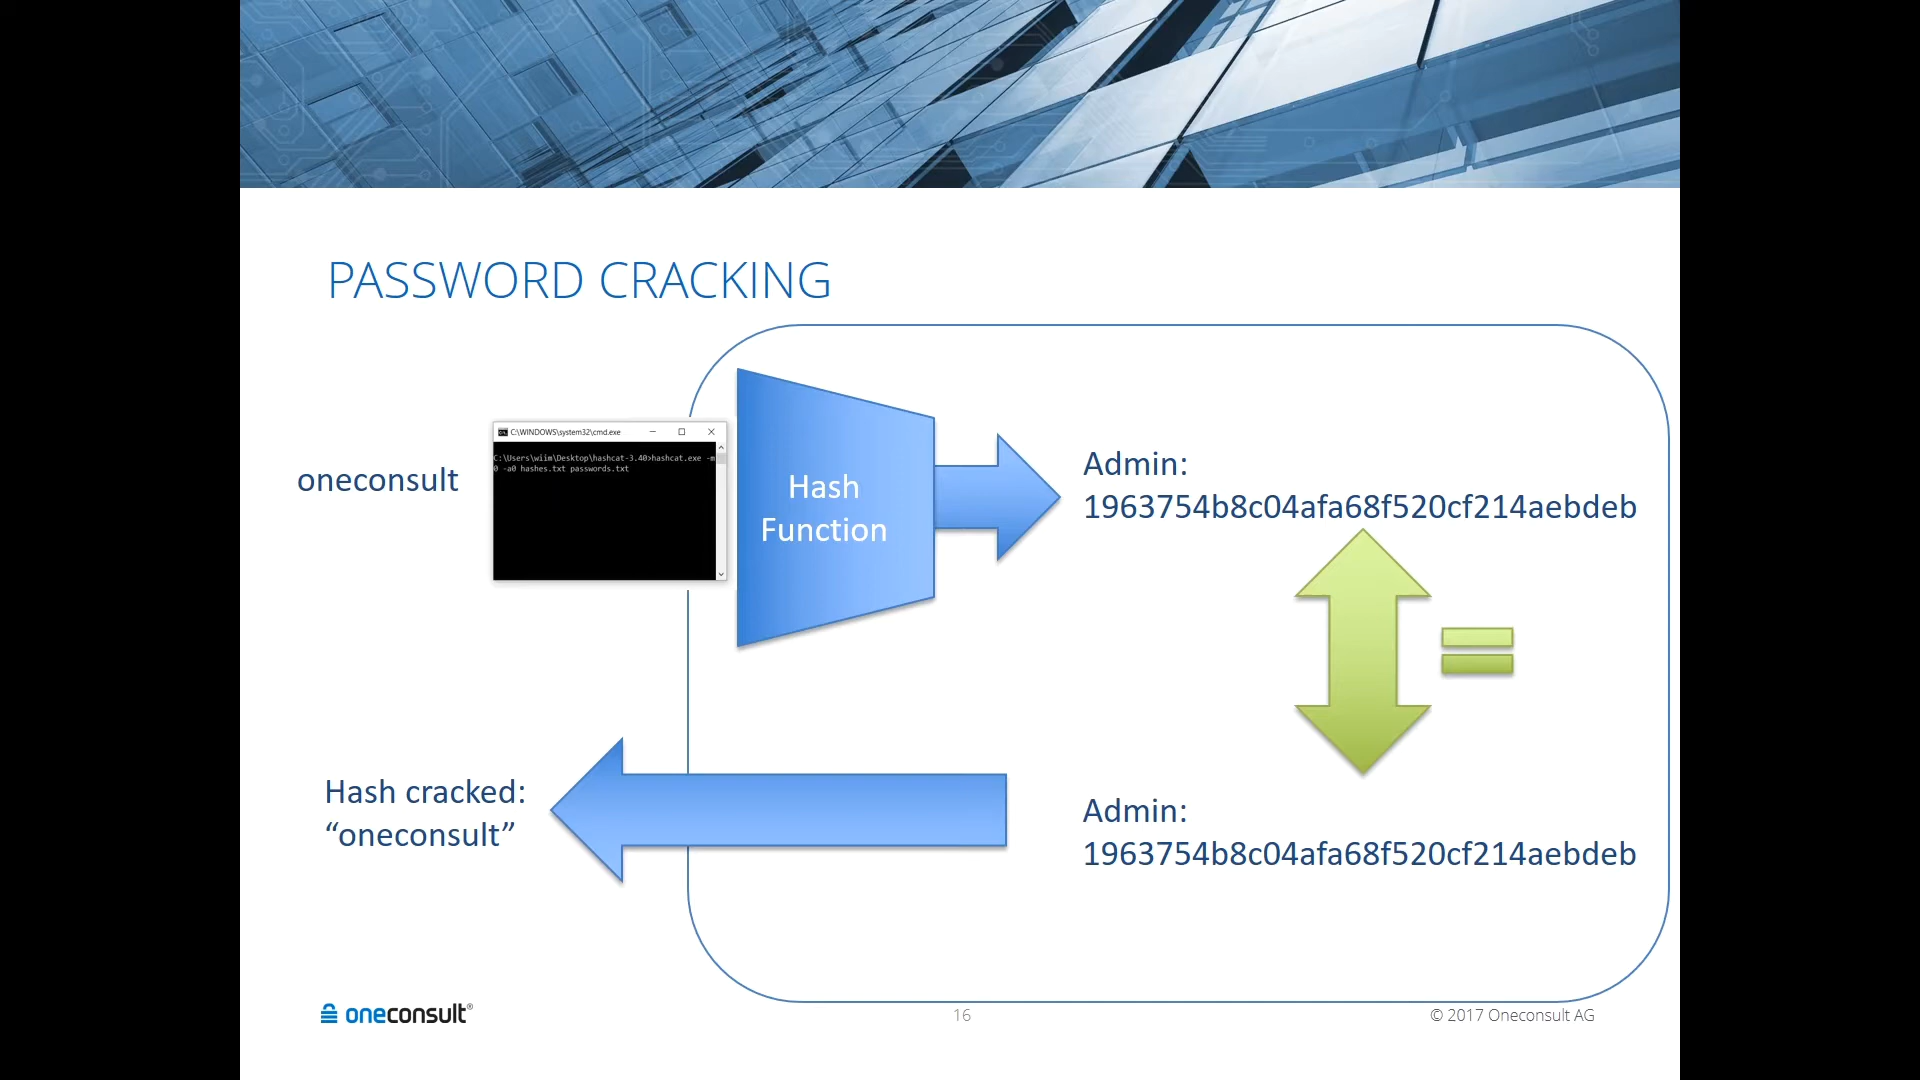 PASSWORD CRACKING
oneconsult
C:\WINDOWS\system32\cmd.exe
C:\Users\wiim\Desktop\hashcat-3.40>hashcat.exe -m
0 -a0 hashes.txt passwords.txt
Hash
Function
Admin:
1963754b8c04afa68f520cf214aebdeb
=
Hash cracked:
“oneconsult”
Admin:
1963754b8c04afa68f520cf214aebdeb
oneconsult®
16
© 2017 Oneconsult AG